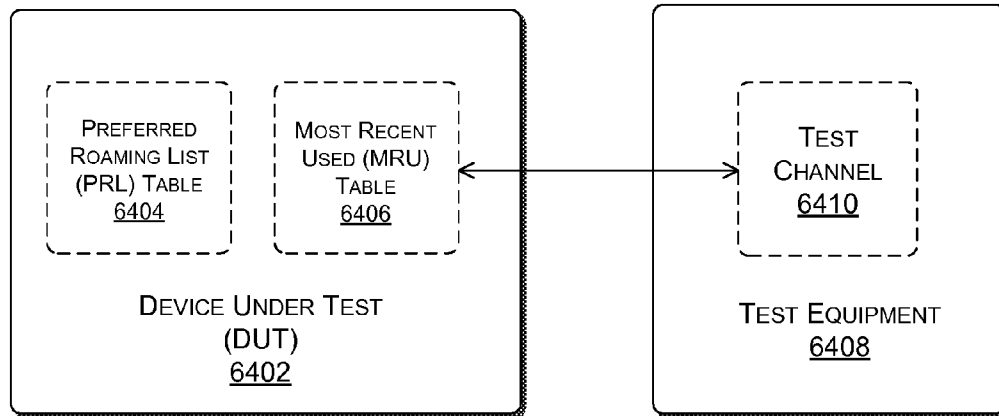 PREFERRED
ROAMING LIST
(PRL) TABLE
6404
MOST RECENT
USED (MRU)
TABLE
6406
DEVICE UNDER TEST
(DUT)
6402
TEST
CHANNEL
6410
TEST EQUIPMENT
6408